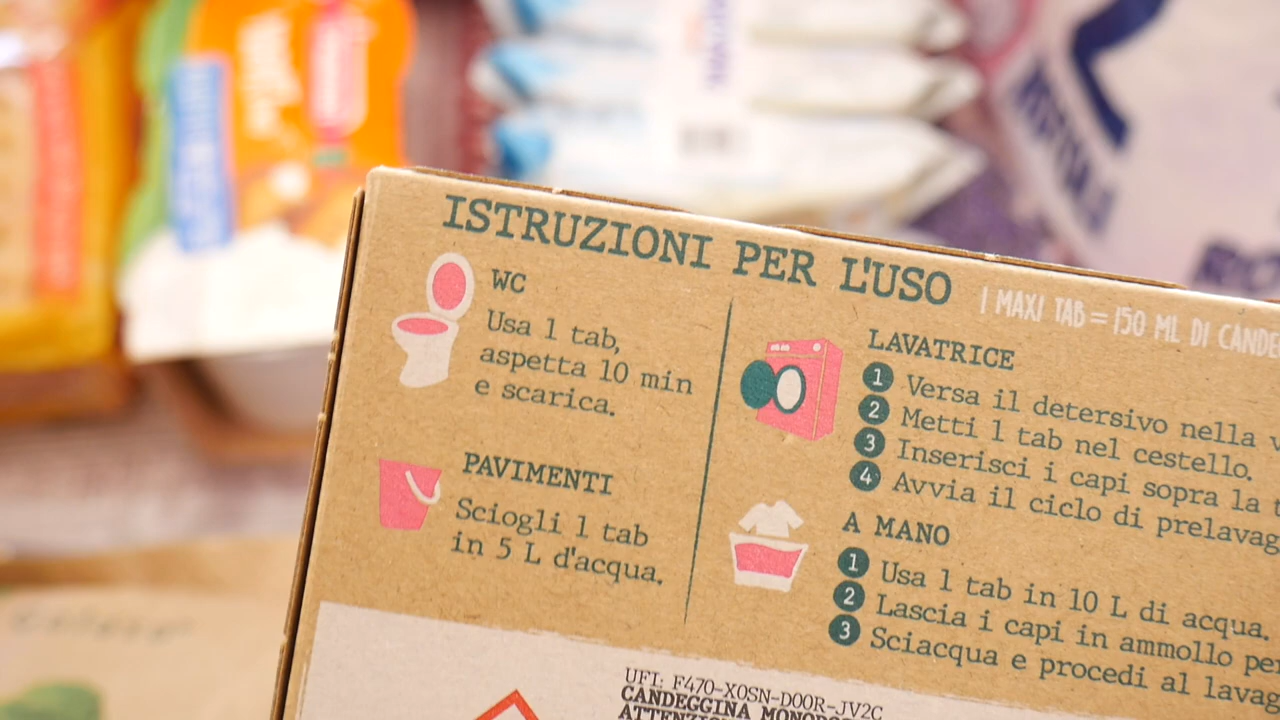 ISTRUZIONI PER L'USO
1 MAXI TAB = 150 ML DI
WC
Usa 1 tab,
aspetta 10 min
e scarica.
PAVIMENTI
Sciogli 1 tab
in 5 L d'acqua.
LAVATRICE
1 Versa il detersivo nella
2 Metti 1 tab nel cestello.
3 Inserisci i capi sopra la
4 Avvia il ciclo di
A MANO
1 Usa 1 tab in 10 L di acqua.
2 Lascia i capi in ammollo
3 Sciacqua e procedi al
UFI: F470-X0SN-D00R-JV2C
CANDEGGINA